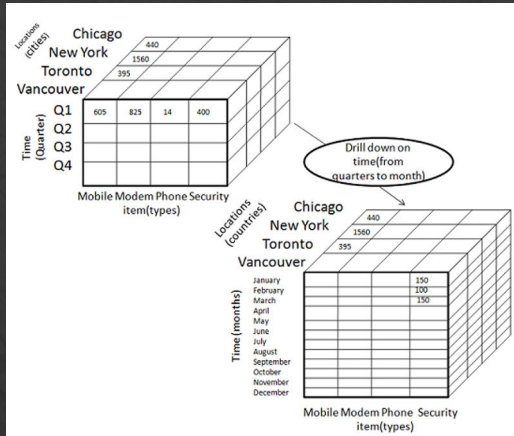 Locations
(cities)
Chicago
New York
Toronto
Vancouver
440
1560
395
Time
(Quarter)
Q1 605 825 14 400
Q2
Q3
Q4
Mobile Modem Phone Security
item(types)
Drill down on
time(from
quarters to month)
Locations
(countries)
Chicago
New York
Toronto
Vancouver
440
1560
395
Time (months)
January 150
February 100
March 150
April
May
June
July
August
September
October
November
December
Mobile Modem Phone Security
item(types)